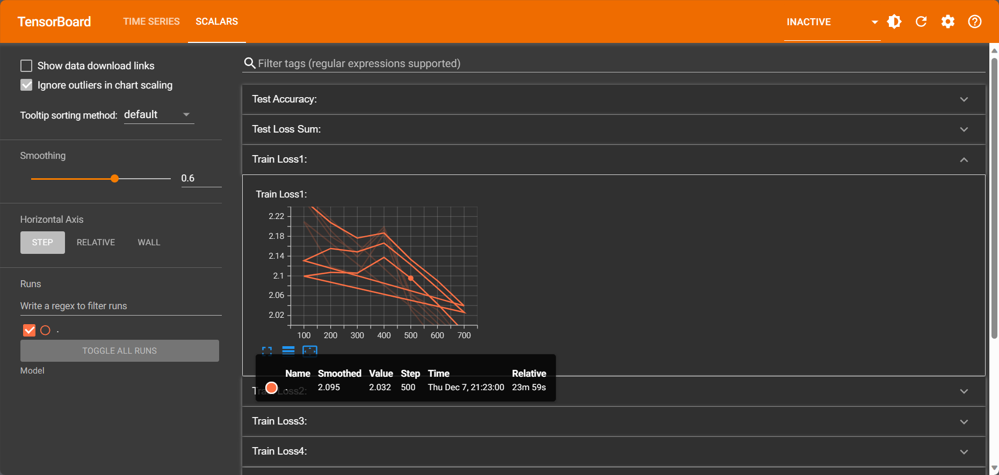 TensorBoard
TIME SERIES
SCALARS
INACTIVE
Show data download links
Ignore outliers in chart scaling
Tooltip sorting method: default
Smoothing
0.6
Horizontal Axis
STEP RELATIVE WALL
Runs
Write a regex to filter runs
.
TOGGLE ALL RUNS
Model
Filter tags (regular expressions supported)
Test Accuracy:
Test Loss Sum:
Train Loss1:
Train Loss1:
2.22
2.18
2.14
2.1
2.06
2.02
100 200 300 400 500 600 700
Name Smoothed Value Step Time Relative
. 2.095 2.032 500 Thu Dec 7, 21:23:00 23m 59s
Train Loss2:
Train Loss3:
Train Loss4: